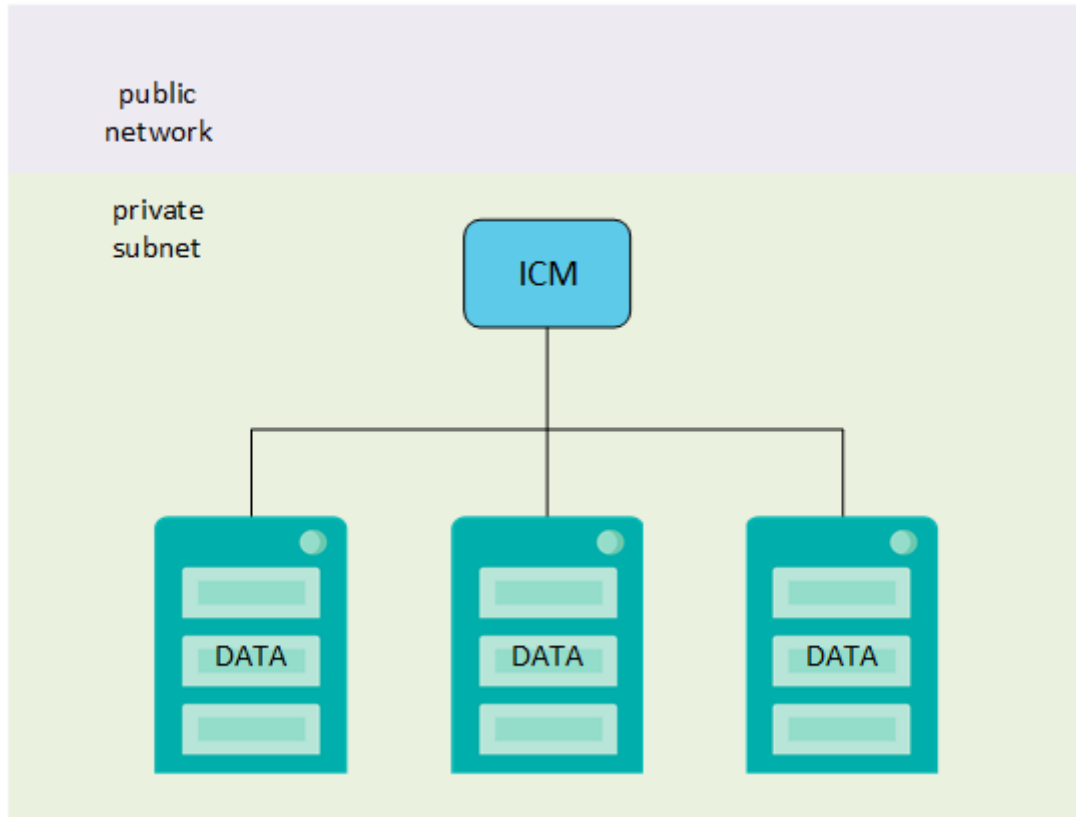 public
network
private
subnet
ICM
DATA
DATA
DATA